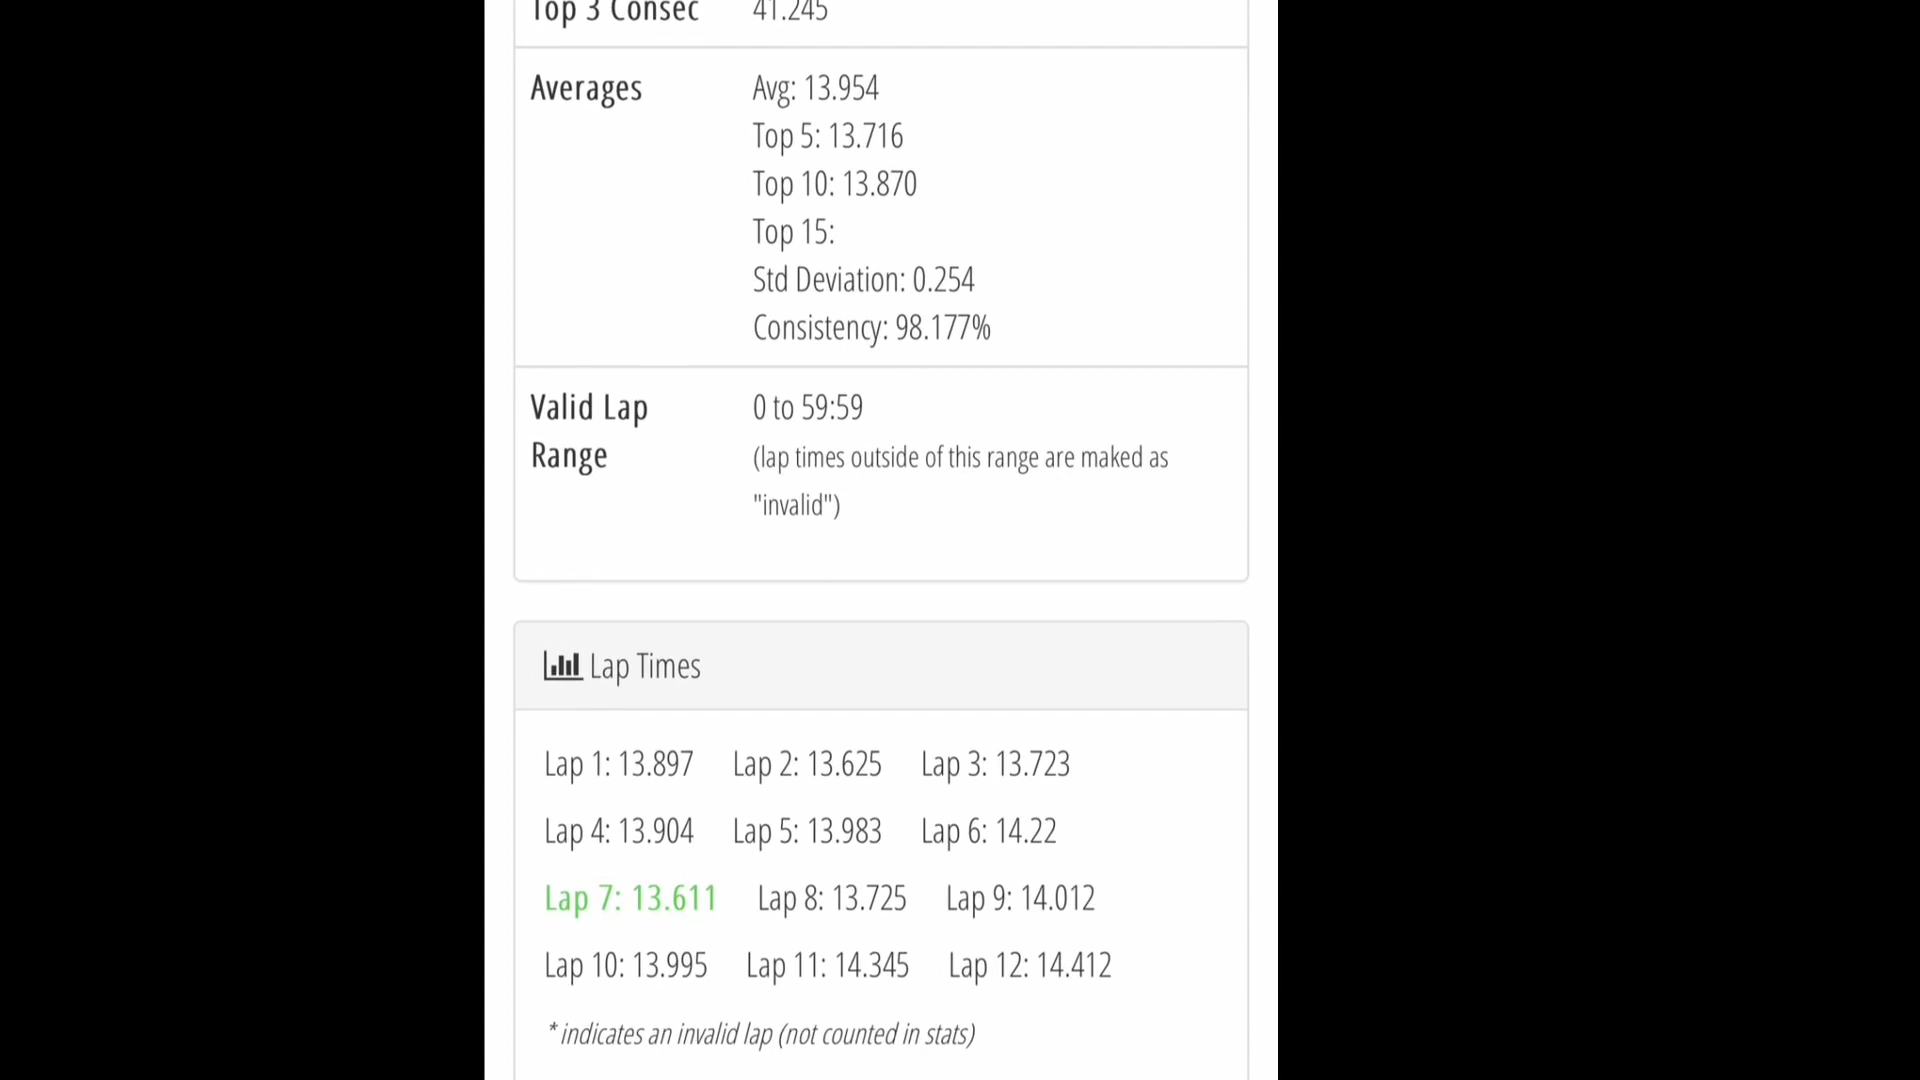 Top 3 Consec 41.245
Averages Avg: 13.954
Top 5: 13.716
Top 10: 13.870
Top 15:
Std Deviation: 0.254
Consistency: 98.177%
Valid Lap Range 0 to 59:59
(lap times outside of this range are maked as
"invalid")
Lap Times
Lap 1: 13.897 Lap 2: 13.625 Lap 3: 13.723
Lap 4: 13.904 Lap 5: 13.983 Lap 6: 14.22
Lap 7: 13.611 Lap 8: 13.725 Lap 9: 14.012
Lap 10: 13.995 Lap 11: 14.345 Lap 12: 14.412
* indicates an invalid lap (not counted in stats)